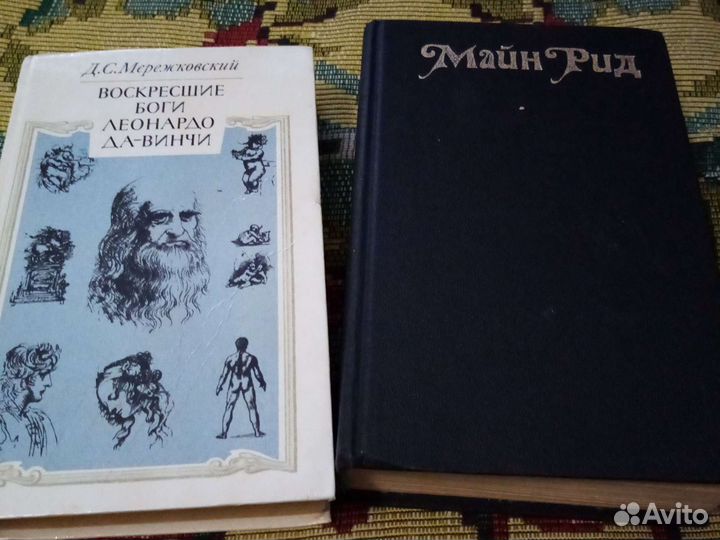 Д.С.Мережковский
ВОСКРЕСШИЕ
БОГИ
ЛЕОНАРДО
ДА-ВИНЧИ
Майн Рид
Avito